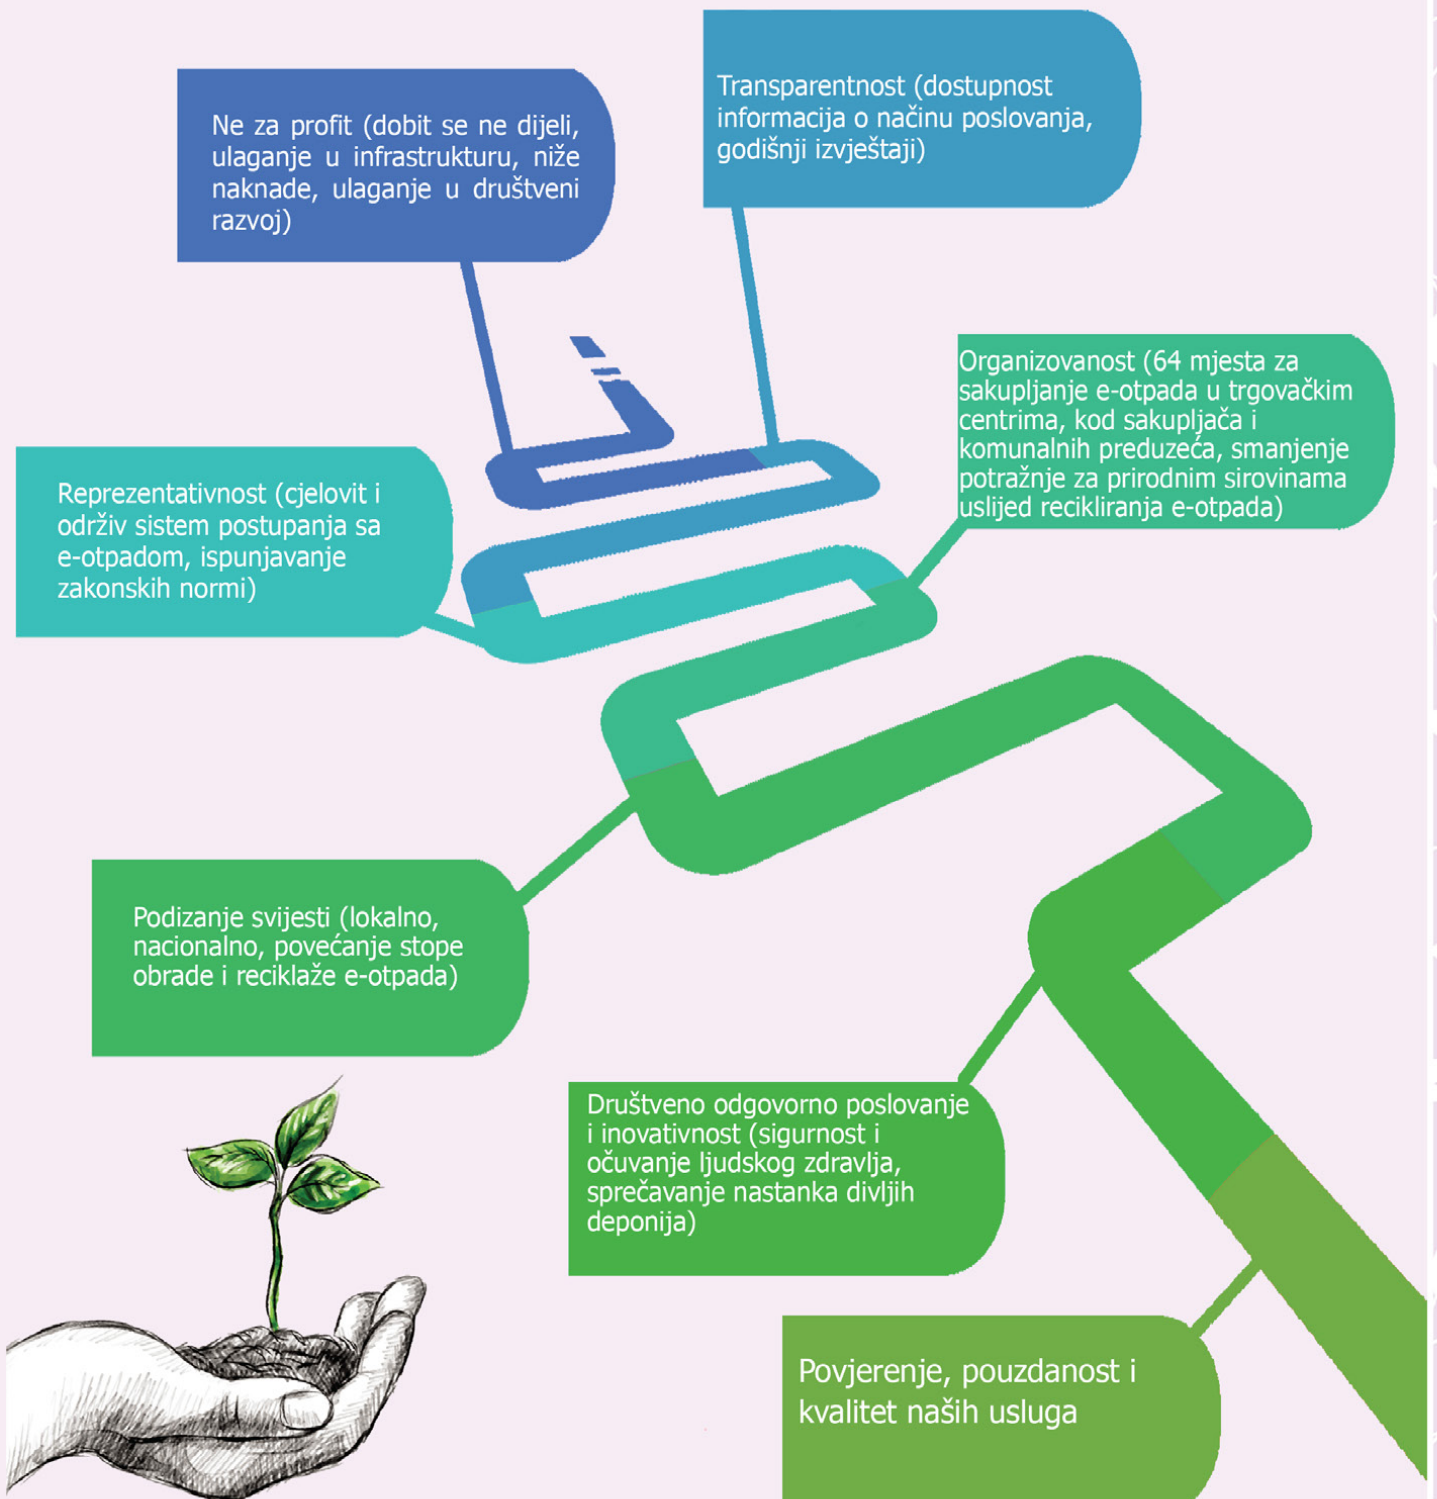 Ne za profit (dobit se ne dijeli,
ulaganje u infrastrukturu, niže
naknade, ulaganje u društveni
razvoj)
Transparentnost (dostupnost
informacija o načinu poslovanja,
godišnji izvještaji)
Reprezentativnost (cjelovit i
održiv sistem postupanja sa
e-otpadom, ispunjavanje
zakonskih normi)
Organizovanost (64 mjesta za
sakupljanje e-otpada u trgovačkim
centrima, kod sakupljača i
komunalnih preduzeća, smanjenje
potražnje za prirodnim sirovinama
uslijed recikliranja e-otpada)
Podizanje svijesti (lokalno,
nacionalno, povećanje stope
obrade i reciklaže e-otpada)
Društveno odgovorno poslovanje
i inovativnost (sigurnost i
očuvanje ljudskog zdravlja,
sprečavanje nastanka divljih
deponija)
Povjerenje, pouzdanost i
kvalitet naših usluga